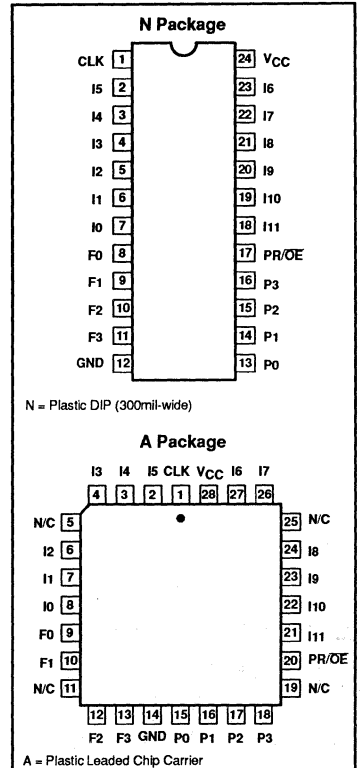 N Package
CLK 1 24 VCC
I5 2 23 I6
I4 3 22 I7
I3 4 21 I8
I2 5 20 I9
I1 6 19 I10
I0 7 18 I11
F0 8 17 PR/OE
F1 9 16 P3
F2 10 15 P2
F3 11 14 P1
GND 12 13 P0
N = Plastic DIP (300mil-wide)
A Package
I3 I4 I5 CLK VCC I6 I7
4 3 2 1 28 27 26
N/C 5 25 N/C
I2 6 24 I8
I1 7 23 I9
I0 8 22 I10
F0 9 21 I11
F1 10 20 PR/OE
N/C 11 19 N/C
12 13 14 15 16 17 18
F2 F3 GND P0 P1 P2 P3
A = Plastic Leaded Chip Carrier